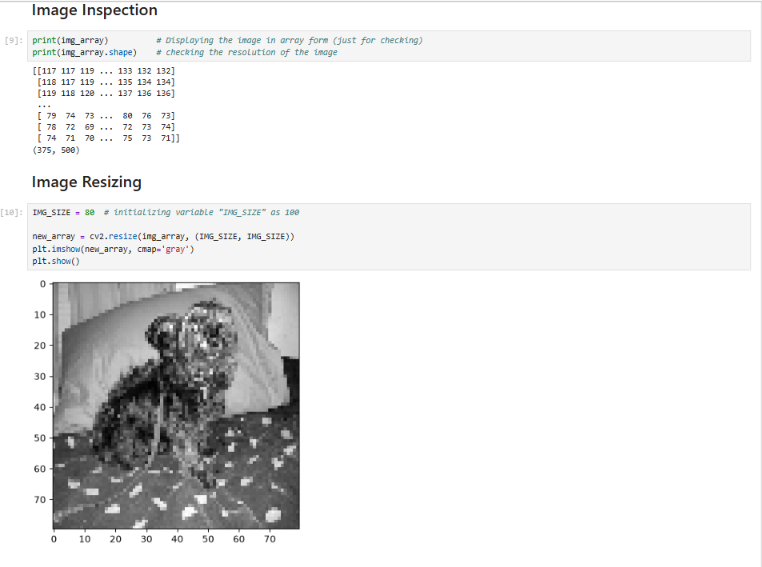 Image Inspection
[9]: print(img_array) # Displaying the image in array form (just for checking)
print(img_array.shape) # checking the resolution of the image
[[117 117 119 ... 133 132 132]
[118 117 119 ... 135 134 134]
[119 118 120 ... 137 136 136]
...
[ 79 74 73 ... 80 76 73]
[ 78 72 69 ... 72 73 74]
[ 74 71 70 ... 75 73 71]]
(375, 500)
Image Resizing
[10]: IMG_SIZE = 80 # initializing variable "IMG_SIZE" as 100
new_array = cv2.resize(img_array, (IMG_SIZE, IMG_SIZE))
plt.imshow(new_array, cmap='gray')
plt.show()
0
10
20
30
40
50
60
70
0 10 20 30 40 50 60 70